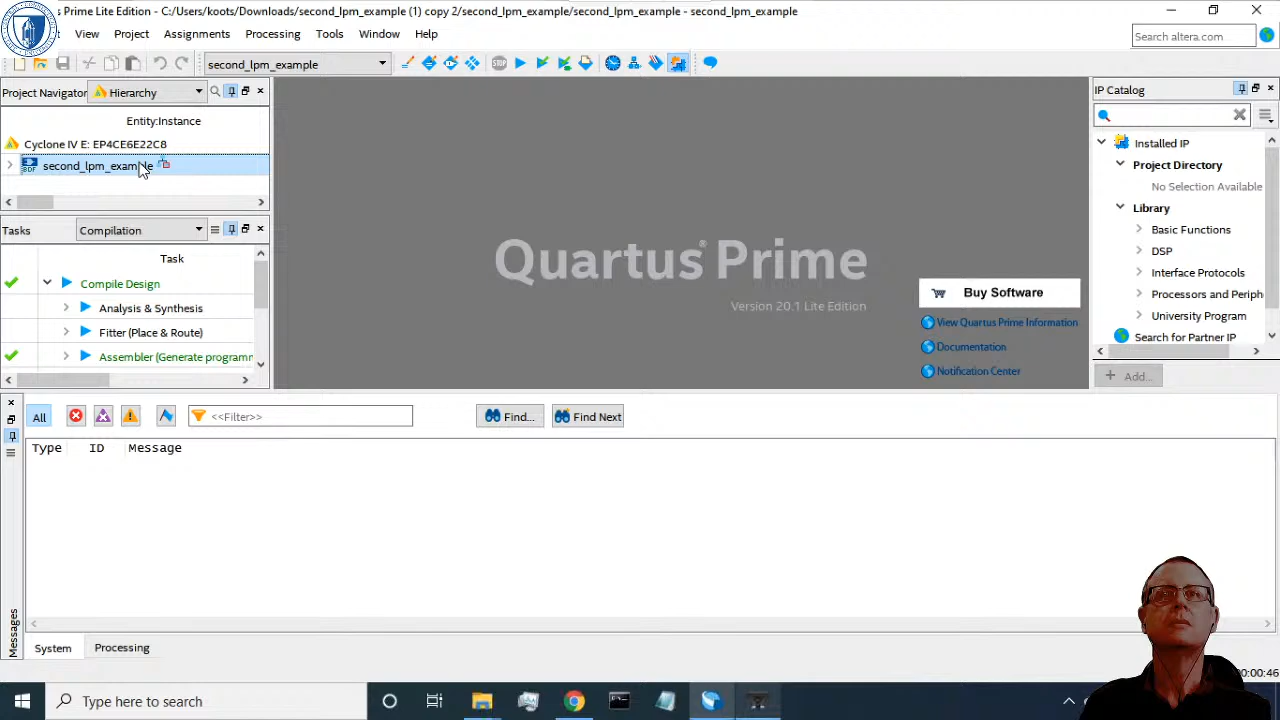 s Prime Lite Edition - C:/Users/koots/Downloads/second_lpm_example (1) copy 2/second_lpm_example/second_lpm_example - second_lpm_example
View Project Assignments Processing Tools Window Help
Search altera.com
second_lpm_example
Project Navigator Hierarchy
Entity:Instance
Cyclone IV E: EP4CE6E22C8
BDF second_lpm_example
Tasks Compilation
Task
Compile Design
Analysis & Synthesis
Fitter (Place & Route)
Assembler (Generate programm
Quartus® Prime
Version 20.1 Lite Edition
Buy Software
View Quartus Prime Information
Documentation
Notification Center
IP Catalog
Installed IP
Project Directory
No Selection Available
Library
Basic Functions
DSP
Interface Protocols
Processors and Periph
University Program
Search for Partner IP
+ Add...
All <<Filter>> Find... Find Next
Type ID Message
Messages
System Processing
00:00:46
Type here to search